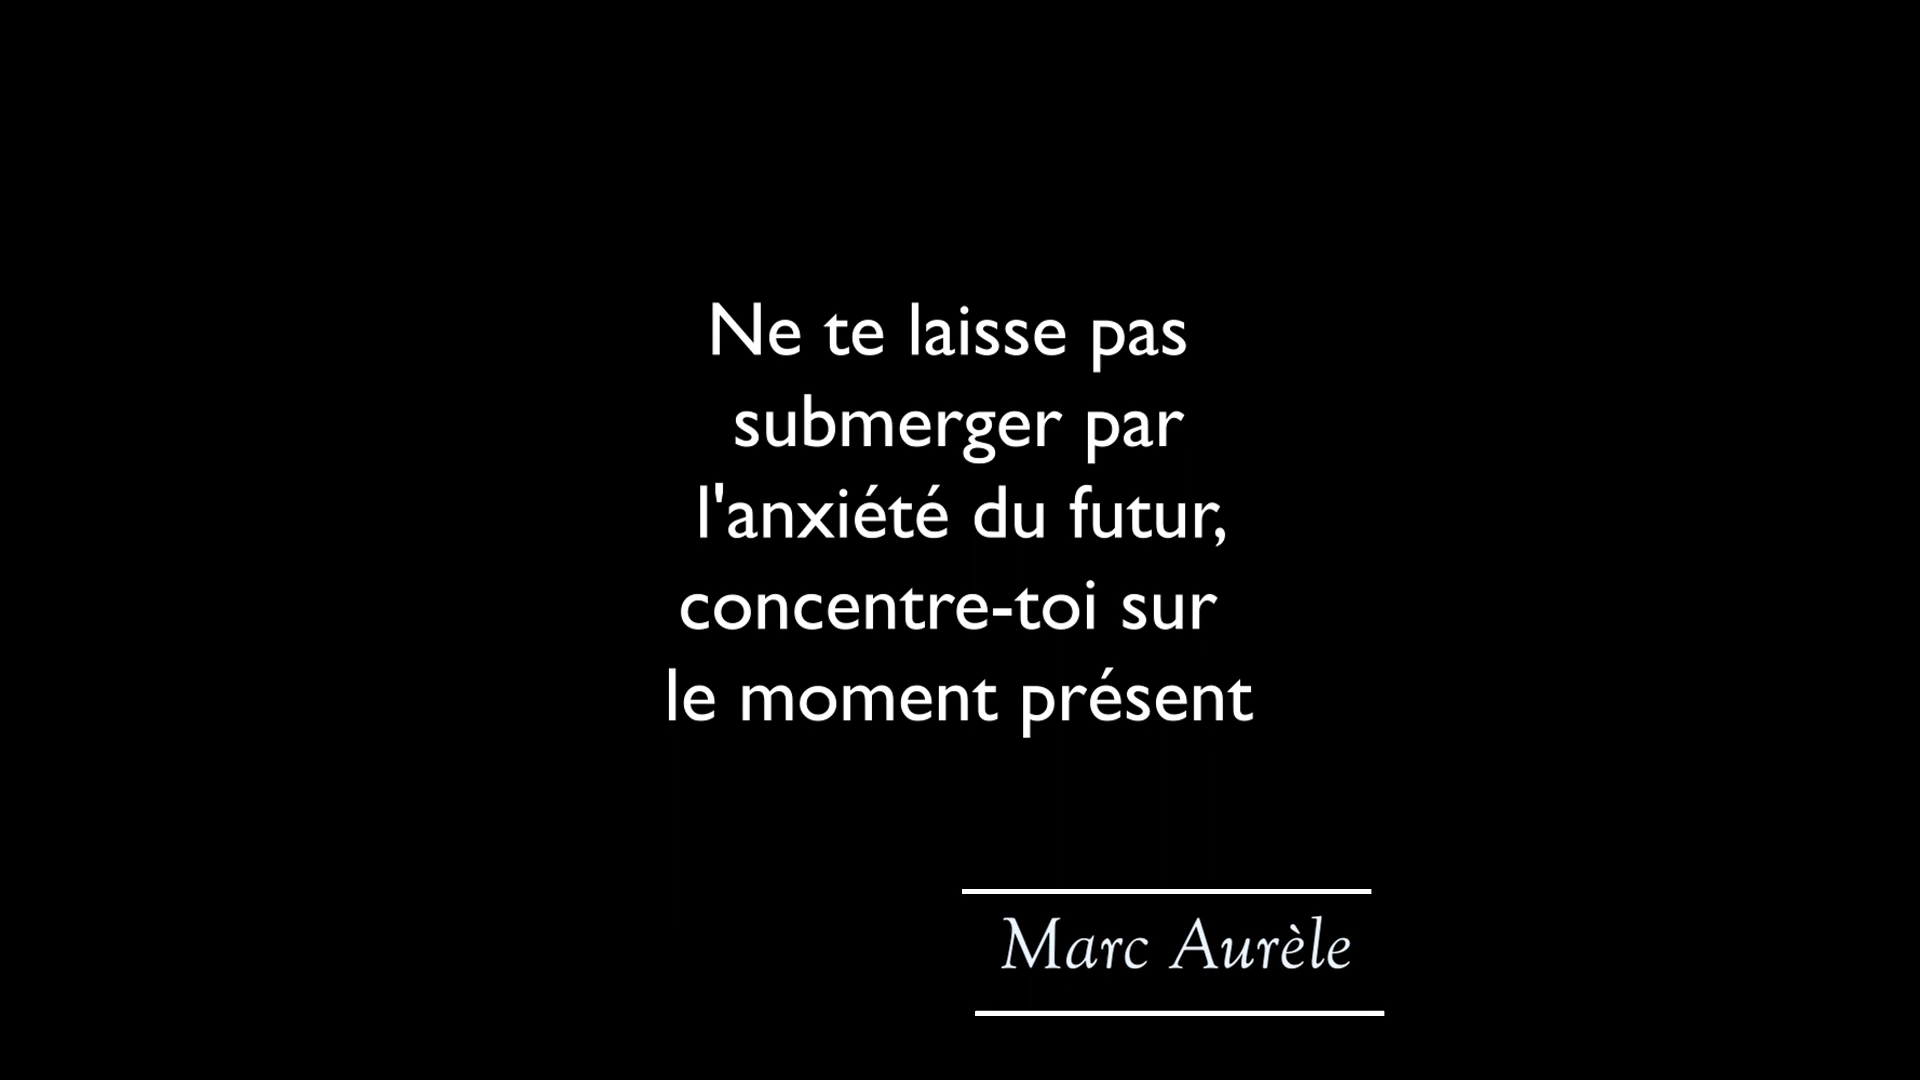 Ne te laisse pas
submerger par
l'anxiété du futur,
concentre-toi sur
le moment présent
Marc Aurèle